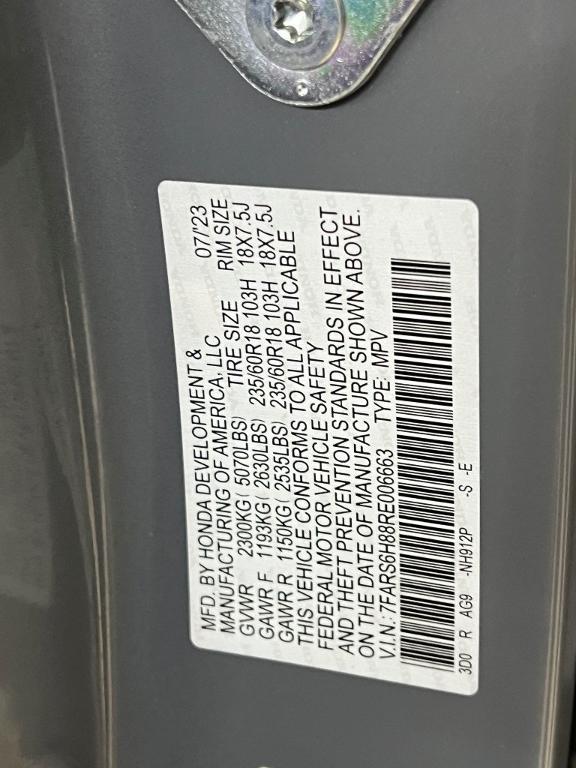 MFD. BY HONDA DEVELOPMENT &
MANUFACTURING OF AMERICA, LLC 07/'23
GVWR 2300KG( 5070LBS) TIRE SIZE RIM SIZE
GAWR F 1193KG( 2630LBS) 235/60R18 103H 18X7.5J
GAWR R 1150KG( 2535LBS) 235/60R18 103H 18X7.5J
THIS VEHICLE CONFORMS TO ALL APPLICABLE
FEDERAL MOTOR VEHICLE SAFETY
AND THEFT PREVENTION STANDARDS IN EFFECT
ON THE DATE OF MANUFACTURE SHOWN ABOVE.
V.I.N.: 7FARS6H88RE006663 TYPE: MPV
3D0 R AG9 -NH912P -S -E